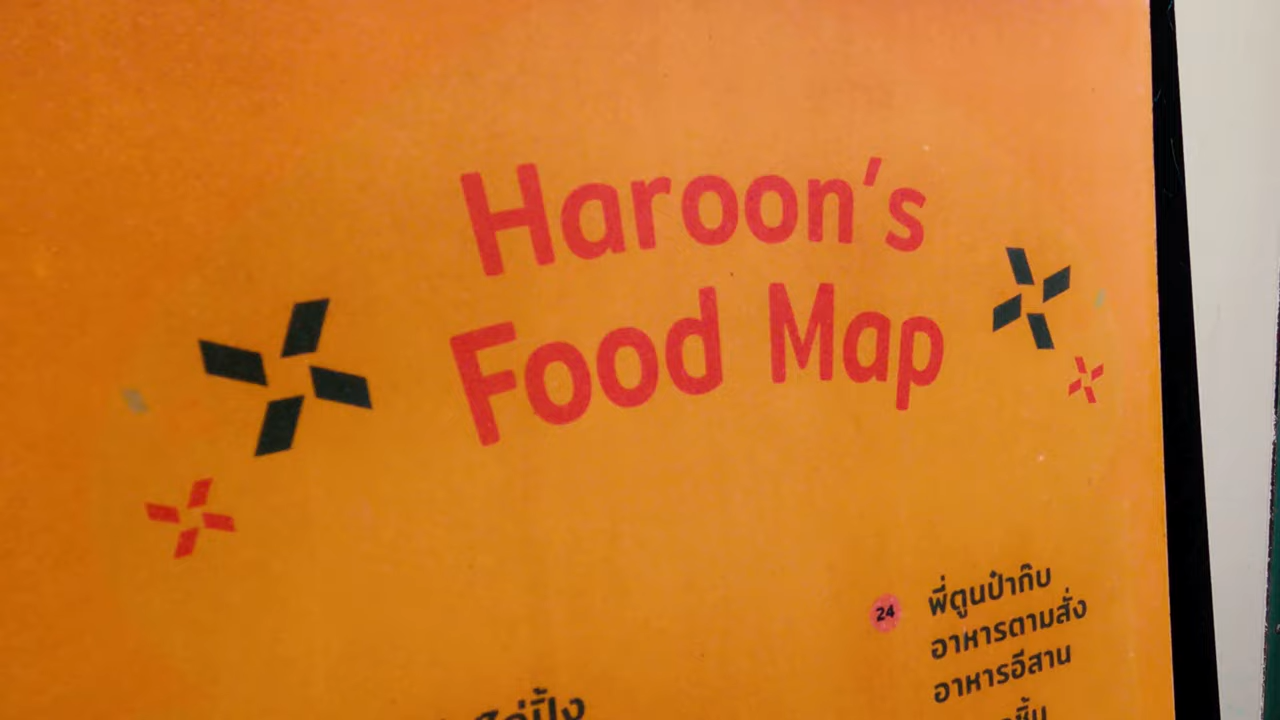 Haroon's
Food Map
24
พี่ตูนป๋ากิ๊บ
อาหารตามสั่ง
อาหารอีสาน